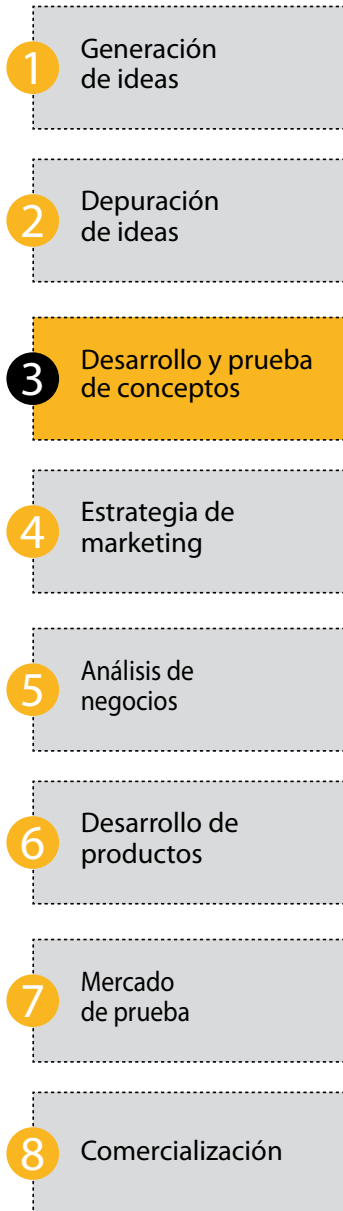 1
Generación
de ideas
2
Depuración
de ideas
3
Desarrollo y prueba
de conceptos
4
Estrategia de
marketing
5
Análisis de
negocios
6
Desarrollo de
productos
7
Mercado
de prueba
8
Comercialización